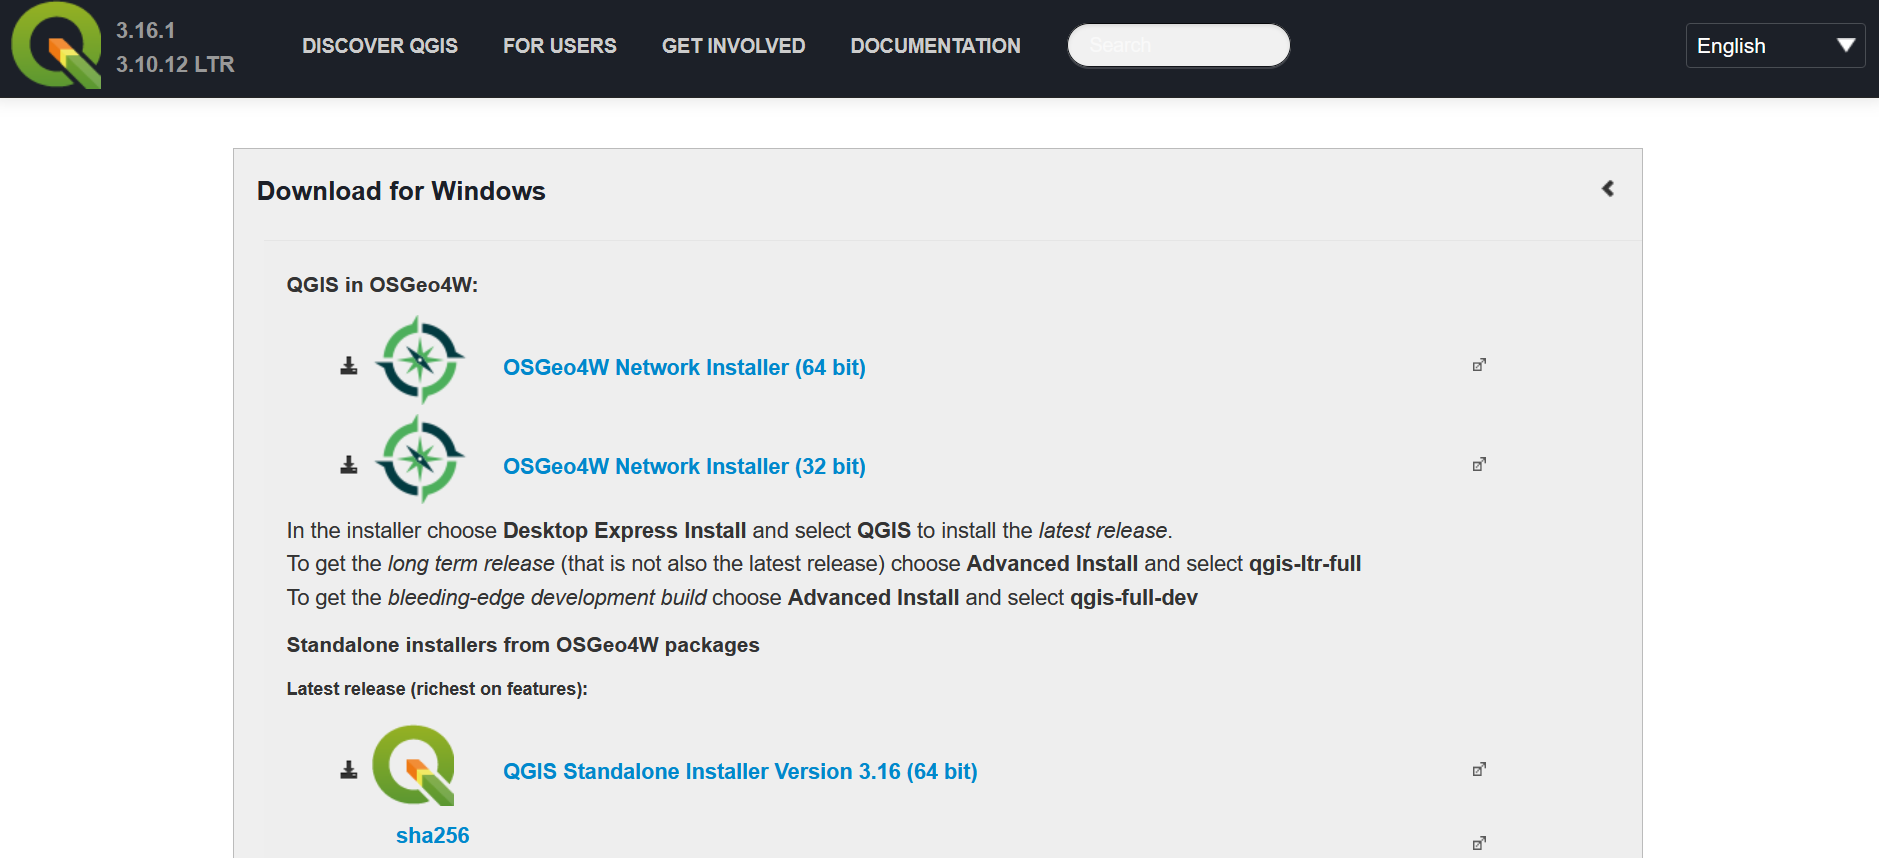 3.16.1
3.10.12 LTR
DISCOVER QGIS FOR USERS GET INVOLVED DOCUMENTATION Search English
Download for Windows
QGIS in OSGeo4W:
OSGeo4W Network Installer (64 bit)
OSGeo4W Network Installer (32 bit)
In the installer choose Desktop Express Install and select QGIS to install the latest release.
To get the long term release (that is not also the latest release) choose Advanced Install and select qgis-ltr-full
To get the bleeding-edge development build choose Advanced Install and select qgis-full-dev
Standalone installers from OSGeo4W packages
Latest release (richest on features):
QGIS Standalone Installer Version 3.16 (64 bit)
sha256